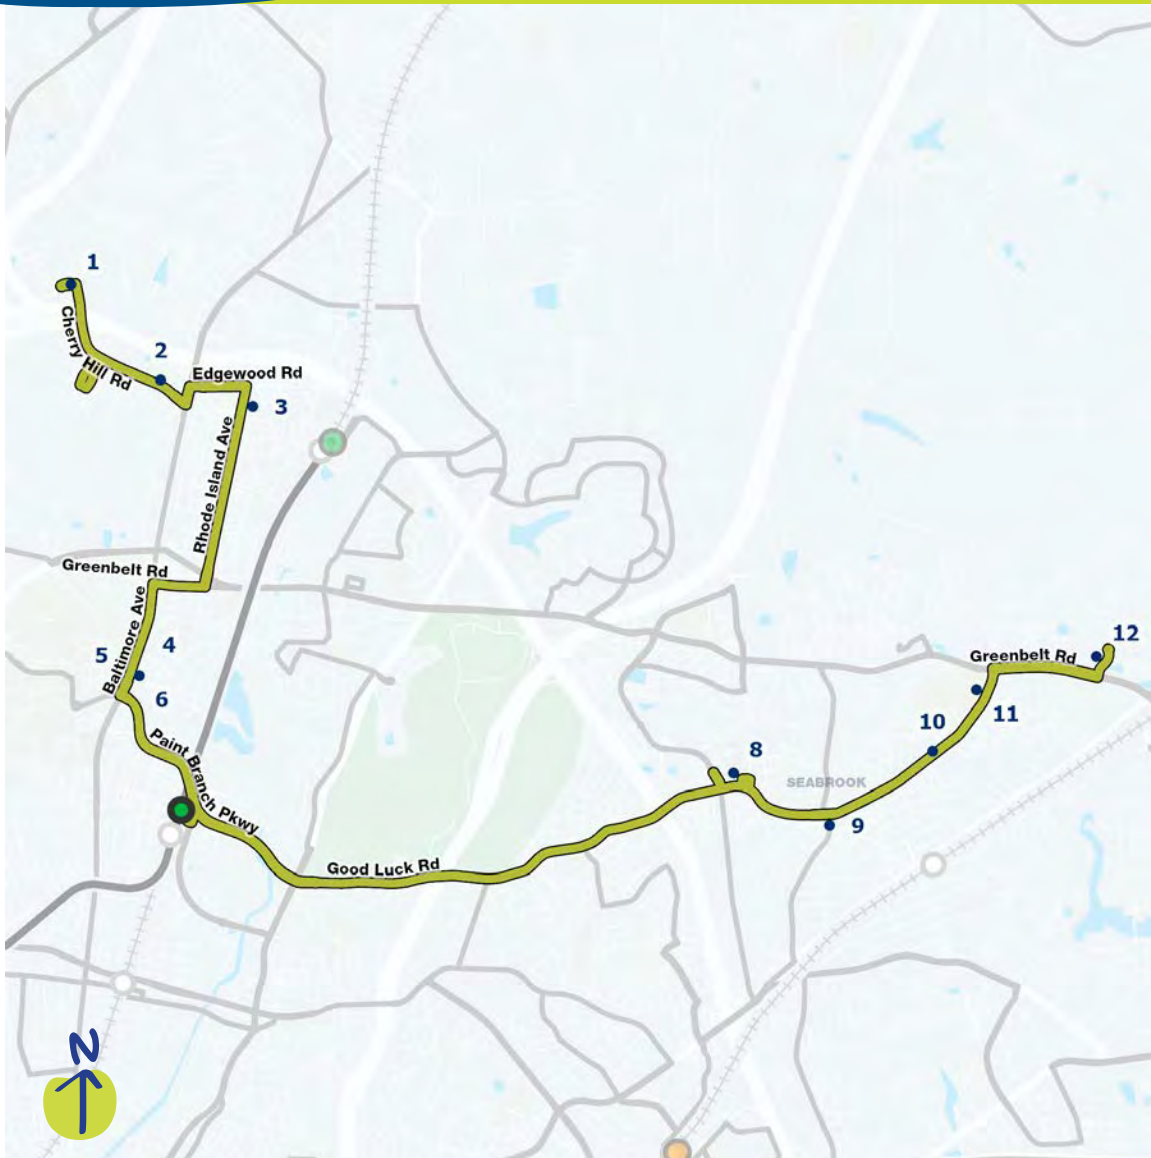 1
Cherry Hill Rd
2
Edgewood Rd
3
Rhode Island Ave
Greenbelt Rd
Baltimore Ave
4
5
6
Paint Branch Pkwy
Good Luck Rd
8
SEABROOK
9
10
11
Greenbelt Rd
12
N